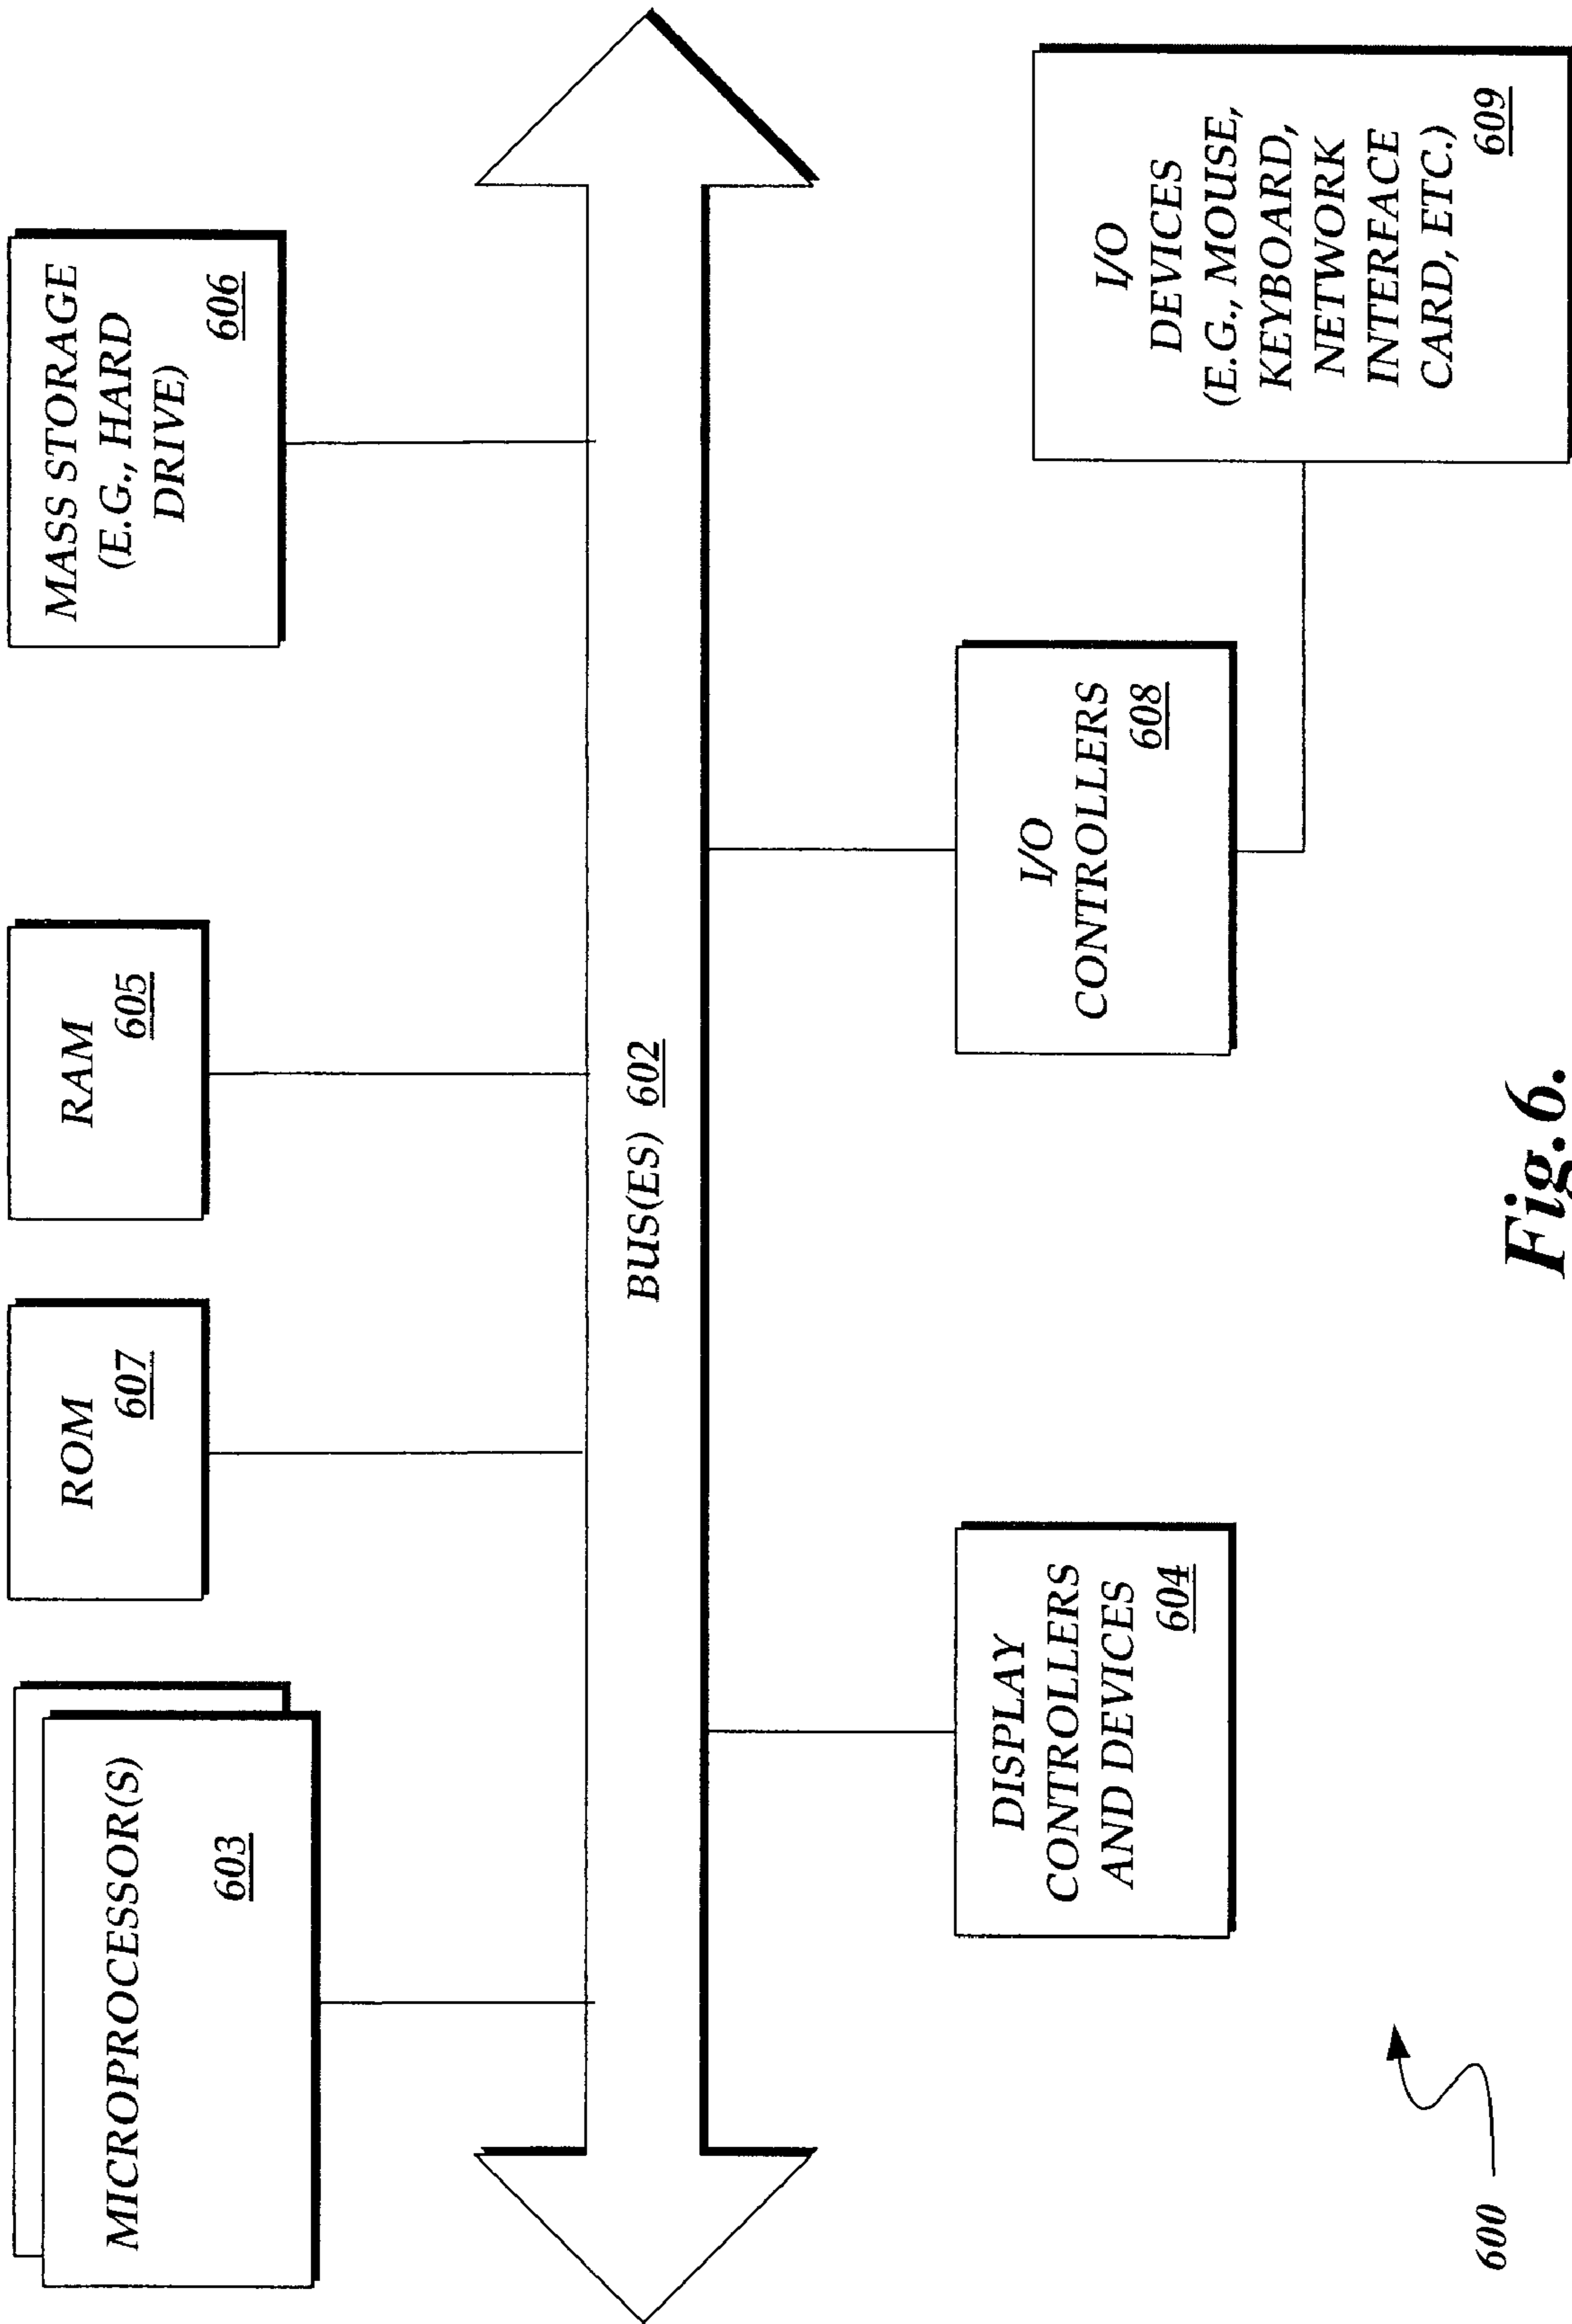 MICROPROCESSOR(S)
603
ROM
607
RAM
605
MASS STORAGE
(E.G., HARD
DRIVE)
606
BUS(ES) 602
DISPLAY
CONTROLLERS
AND DEVICES
604
I/O
CONTROLLERS
608
I/O
DEVICES
(E.G., MOUSE,
KEYBOARD,
NETWORK
INTERFACE
CARD, ETC.)
609
600
Fig.6.